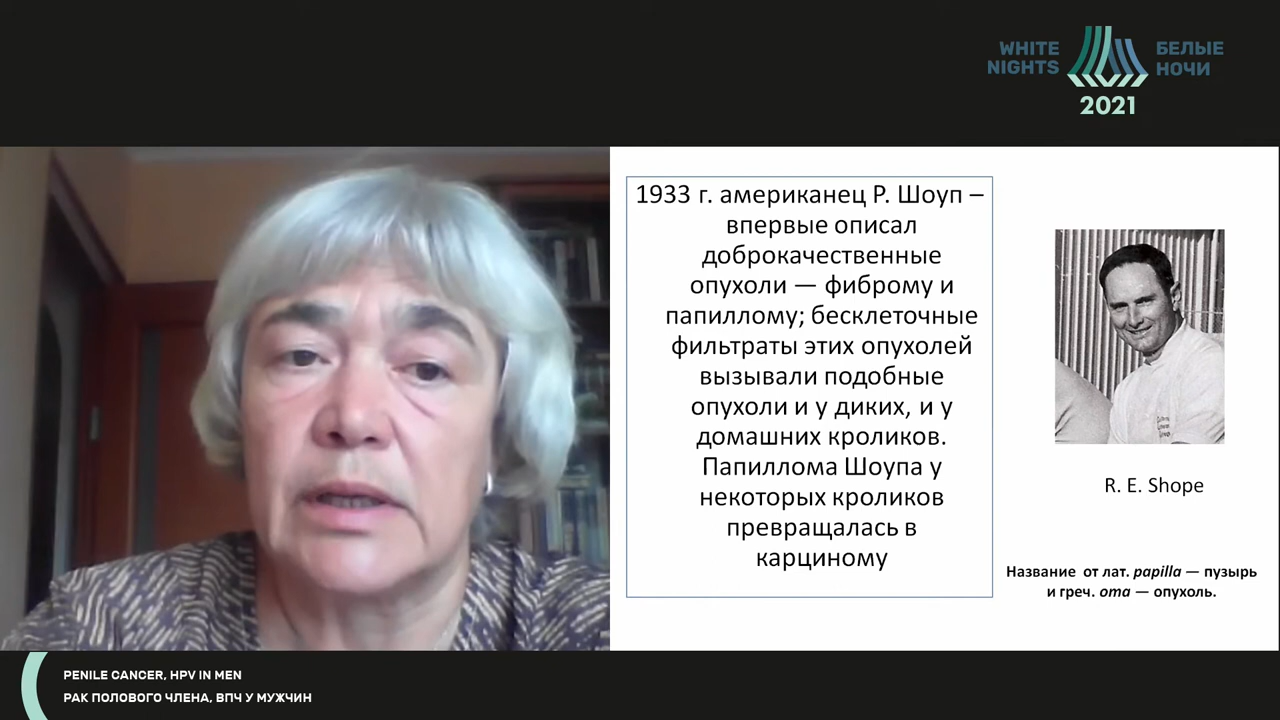 WHITE
NIGHTS
БЕЛЫЕ
НОЧИ
2021
1933 г. американец Р. Шоуп –
впервые описал
доброкачественные
опухоли — фиброму и
папиллому; бесклеточные
фильтраты этих опухолей
вызывали подобные
опухоли и у диких, и у
домашних кроликов.
Папиллома Шоупа у
некоторых кроликов
превращалась в
карциному
R. E. Shope
Название от лат. papilla — пузырь
и греч. ота — опухоль.
PENILE CANCER, HPV IN MEN
РАК ПОЛОВОГО ЧЛЕНА, ВПЧ У МУЖЧИН